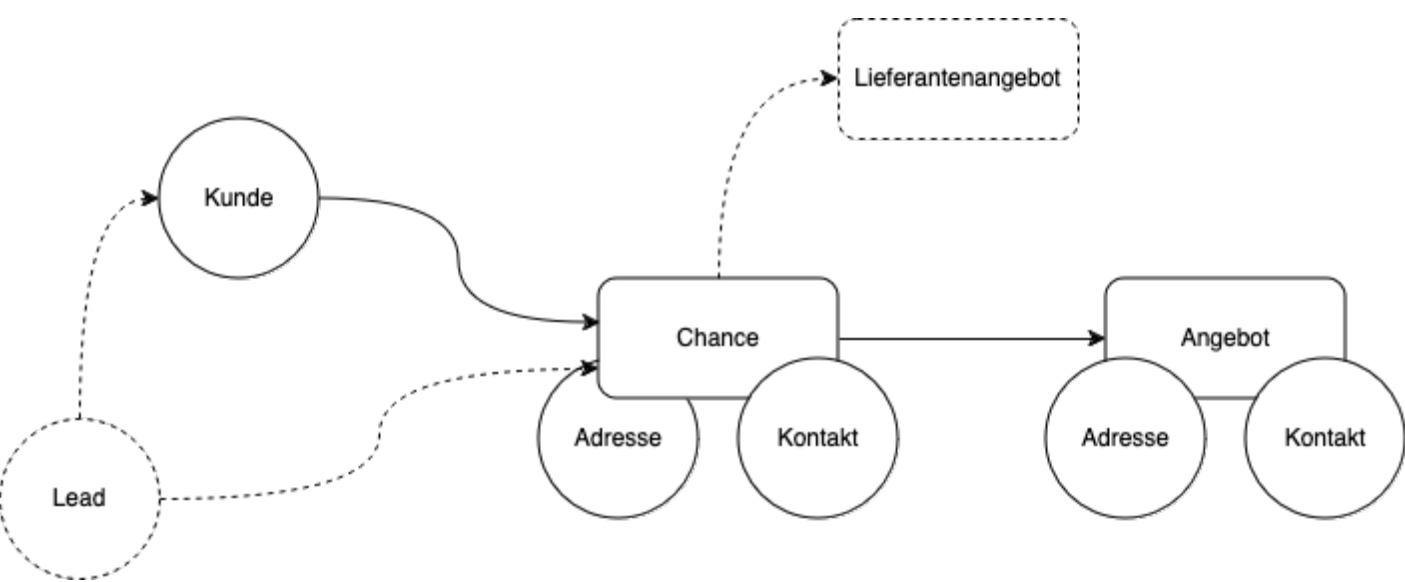 Lieferantenangebot
Kunde
Chance
Angebot
Adresse
Kontakt
Adresse
Kontakt
Lead